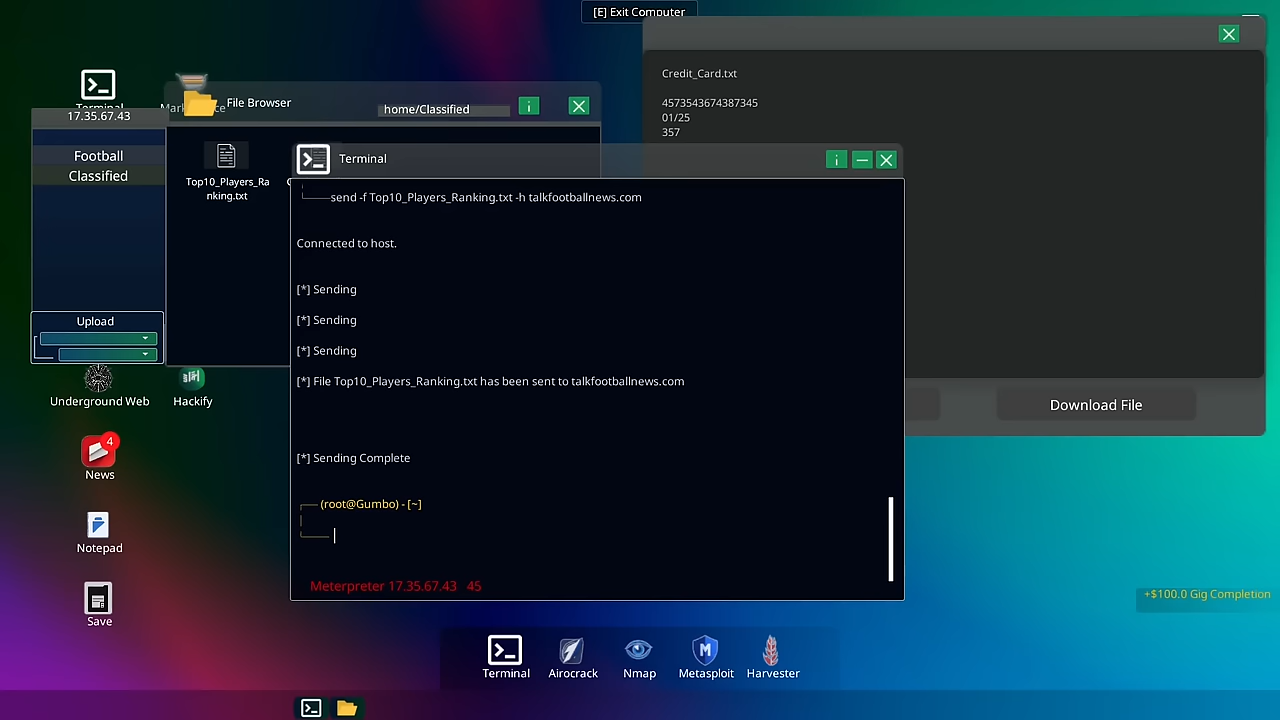 [E] Exit Computer
Credit_Card.txt
4573543674387345
01/25
357
Download File
Terminal
File Browser
home/Classified
17.35.67.43
Football
Classified
Top10_Players_Ra
nking.txt
Upload
Terminal
send -f Top10_Players_Ranking.txt -h talkfootballnews.com
Connected to host.
[*] Sending
[*] Sending
[*] Sending
[*] File Top10_Players_Ranking.txt has been sent to talkfootballnews.com
[*] Sending Complete
(root@Gumbo) - [~]
Meterpreter 17.35.67.43 45
Underground Web
Hackify
4
News
Notepad
Save
+$100.0 Gig Completion
Terminal
Airocrack
Nmap
M
Metasploit
Harvester